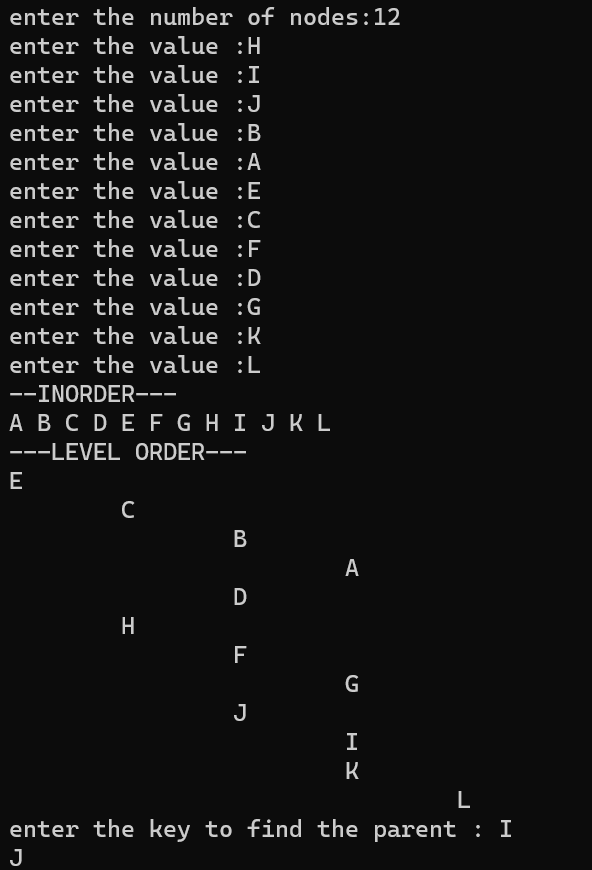 enter the number of nodes:12
enter the value :H
enter the value :I
enter the value :J
enter the value :B
enter the value :A
enter the value :E
enter the value :C
enter the value :F
enter the value :D
enter the value :G
enter the value :K
enter the value :L
--INORDER---
A B C D E F G H I J K L
---LEVEL ORDER---
E
        C
                B
                        A
                D
        H
                F
                        G
                J
                        I
                        K
                                L
enter the key to find the parent : I
J